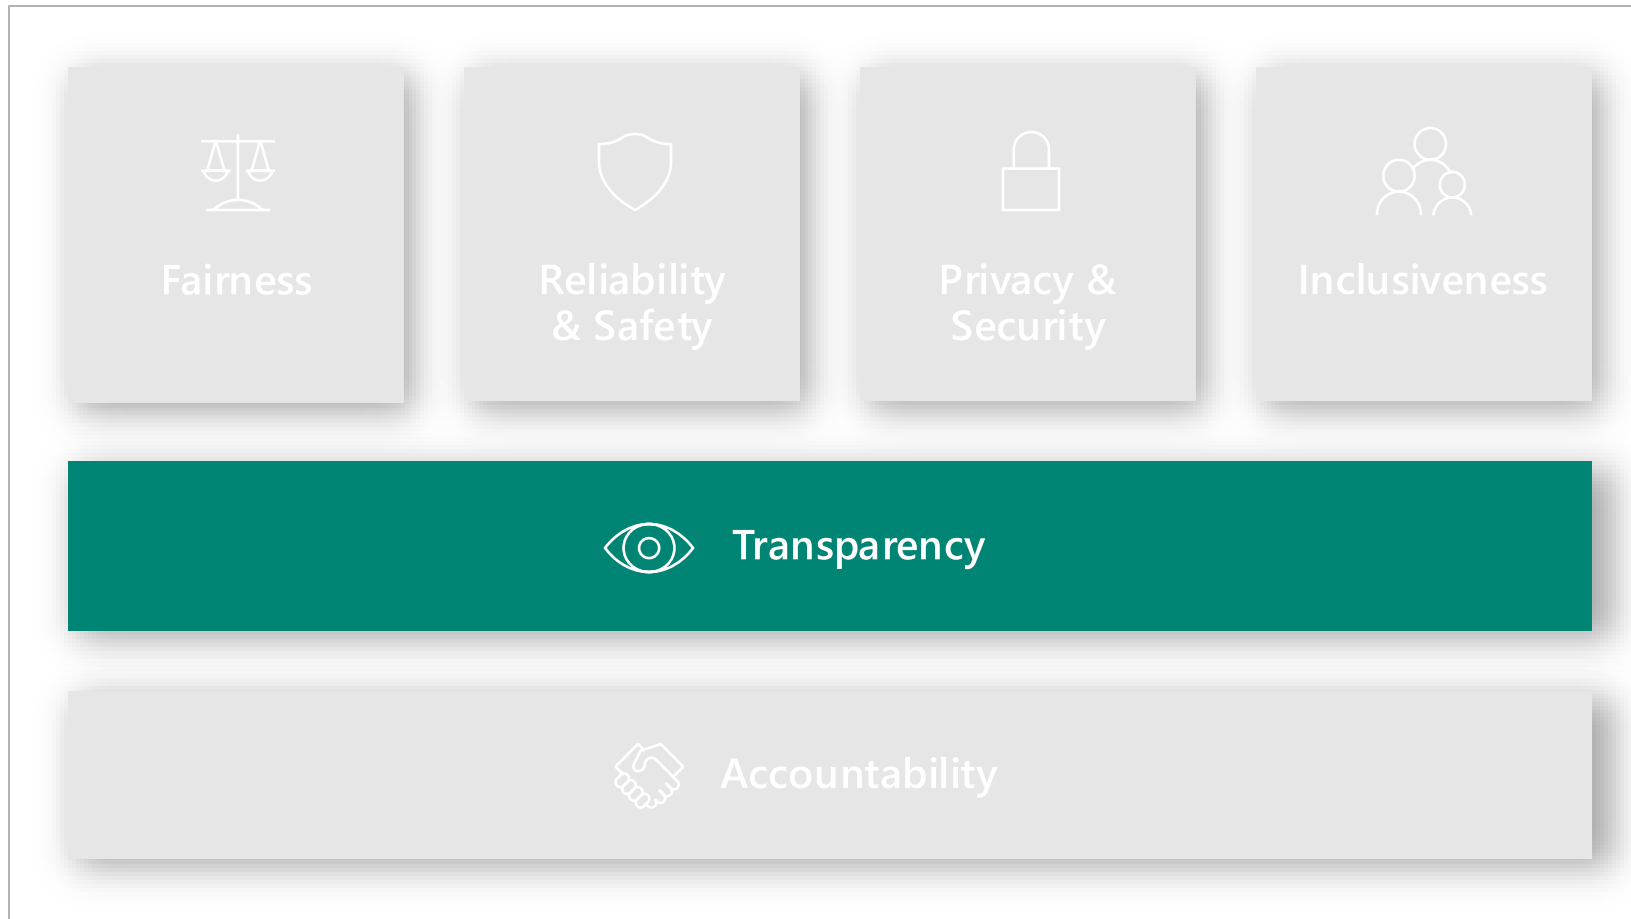 Fairness
Reliability
& Safety
Privacy &
Security
Inclusiveness
Transparency
Accountability